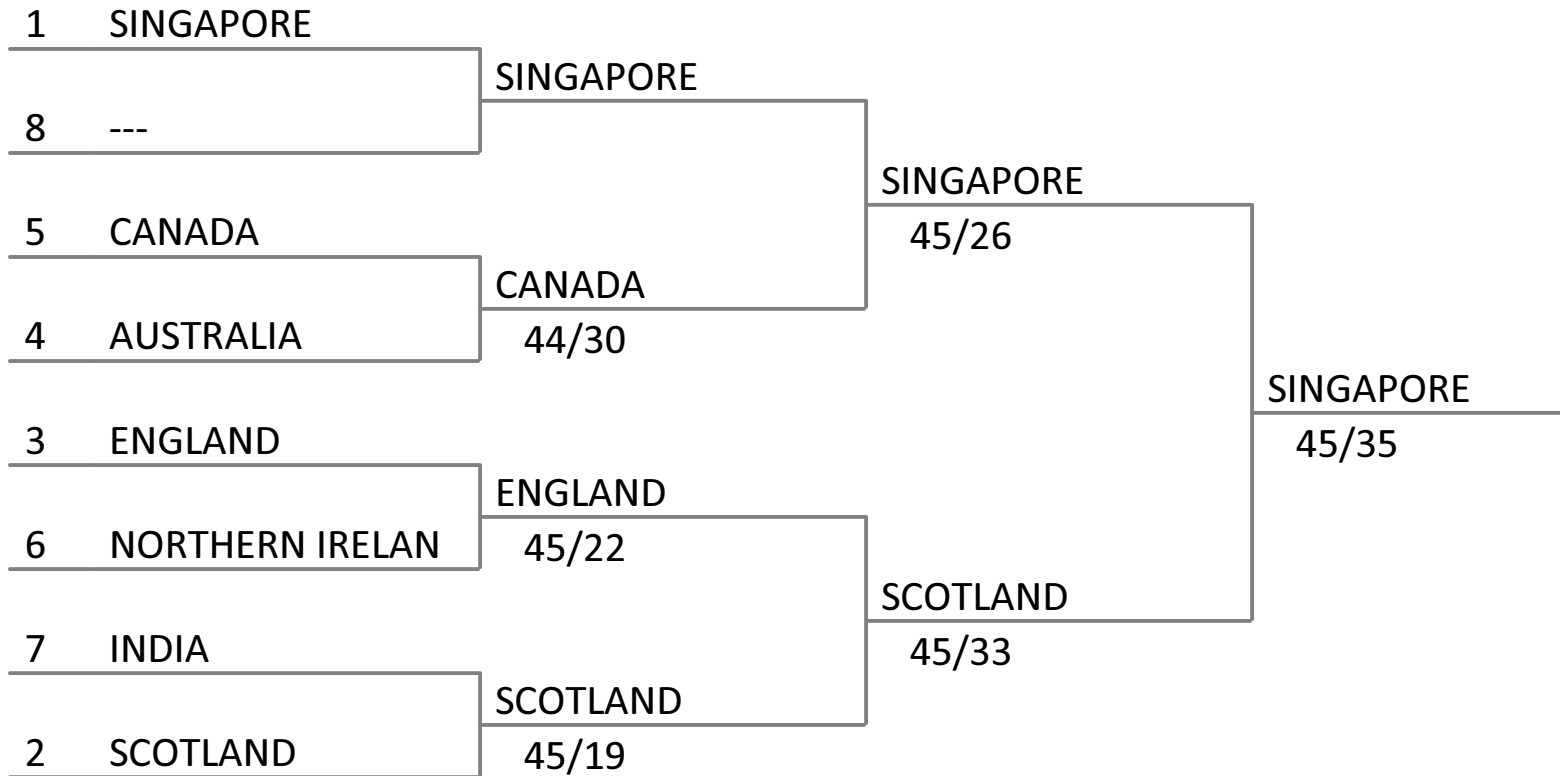 1 SINGAPORE
SINGAPORE
8 ---
SINGAPORE
5 CANADA
45/26
CANADA
4 AUSTRALIA
44/30
SINGAPORE
3 ENGLAND
45/35
ENGLAND
6 NORTHERN IRELAN
45/22
SCOTLAND
7 INDIA
45/33
SCOTLAND
2 SCOTLAND
45/19